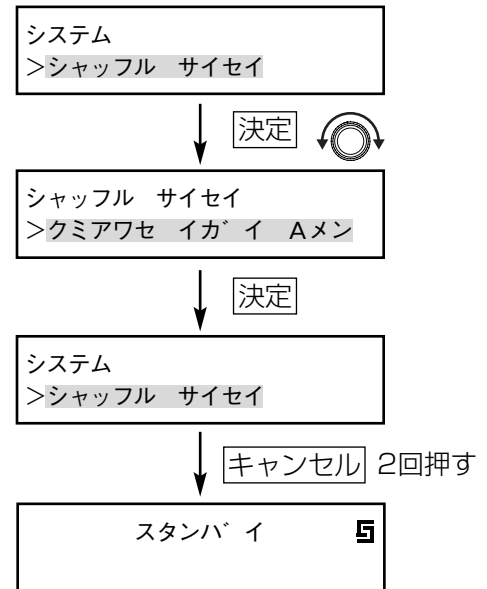 システム
>シャッフル サイセイ
決定
シャッフル サイセイ
>クミアワセ イガ゛イ Aメン
決定
システム
>シャッフル サイセイ
キャンセル 2回押す
スタンハ゛イ